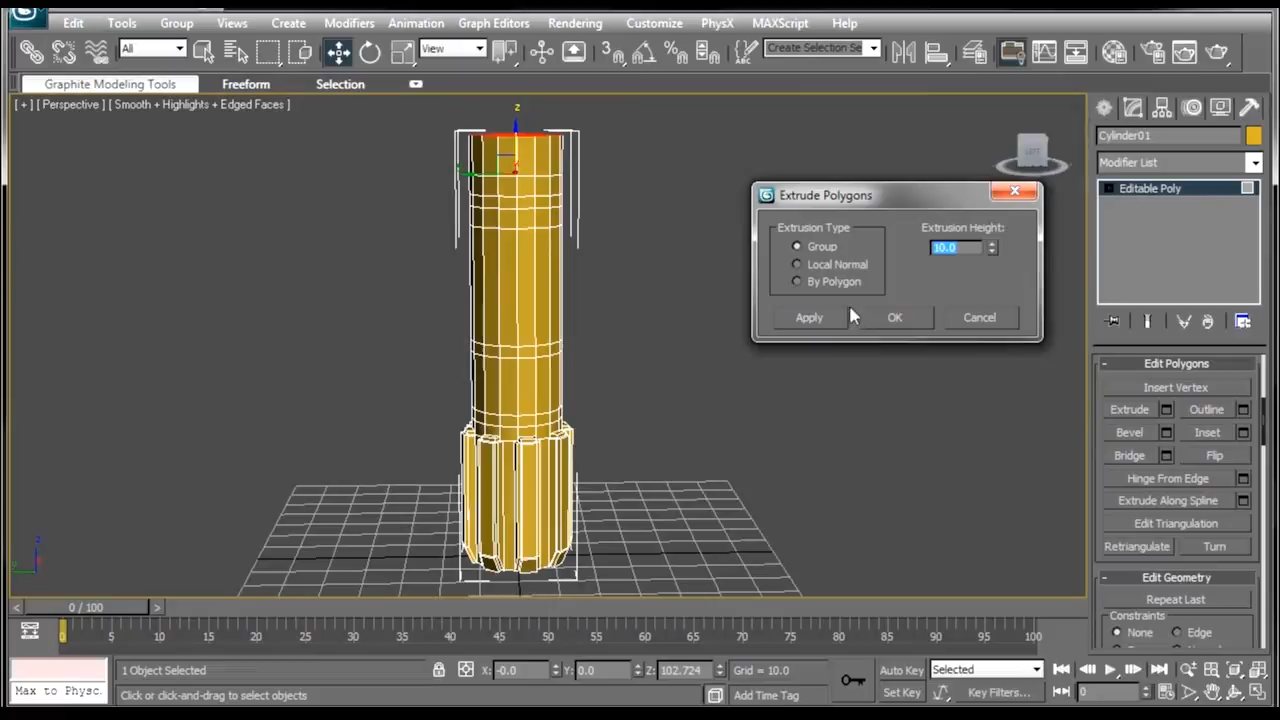 Edit Tools Group Views Create Modifiers Animation Graph Editors Rendering Customize PhysX MAXScript Help
All View 3 Create Selection Se
Graphite Modeling Tools Freeform Selection
[ + ] [ Perspective ] [ Smooth + Highlights + Edged Faces ]
z
Cylinder01
Modifier List
Editable Poly
Extrude Polygons
Extrusion Type
Group
Local Normal
By Polygon
Extrusion Height:
10.0
Apply OK Cancel
- Edit Polygons
Insert Vertex
Extrude Outline
Bevel Inset
Bridge Flip
Hinge From Edge
Extrude Along Spline
Edit Triangulation
Retriangulate Turn
- Edit Geometry
Repeat Last
Constraints
None Edge
z
< 0 / 100 >
0 5 10 15 20 25 30 35 40 45 50 55 60 65 70 75 80 85 90 95 100
1 Object Selected X: -0.0 Y: 0.0 Z: 102.724 Grid = 10.0 Auto Key Selected
Max to Physc. Click or click-and-drag to select objects Add Time Tag Set Key Key Filters... 0